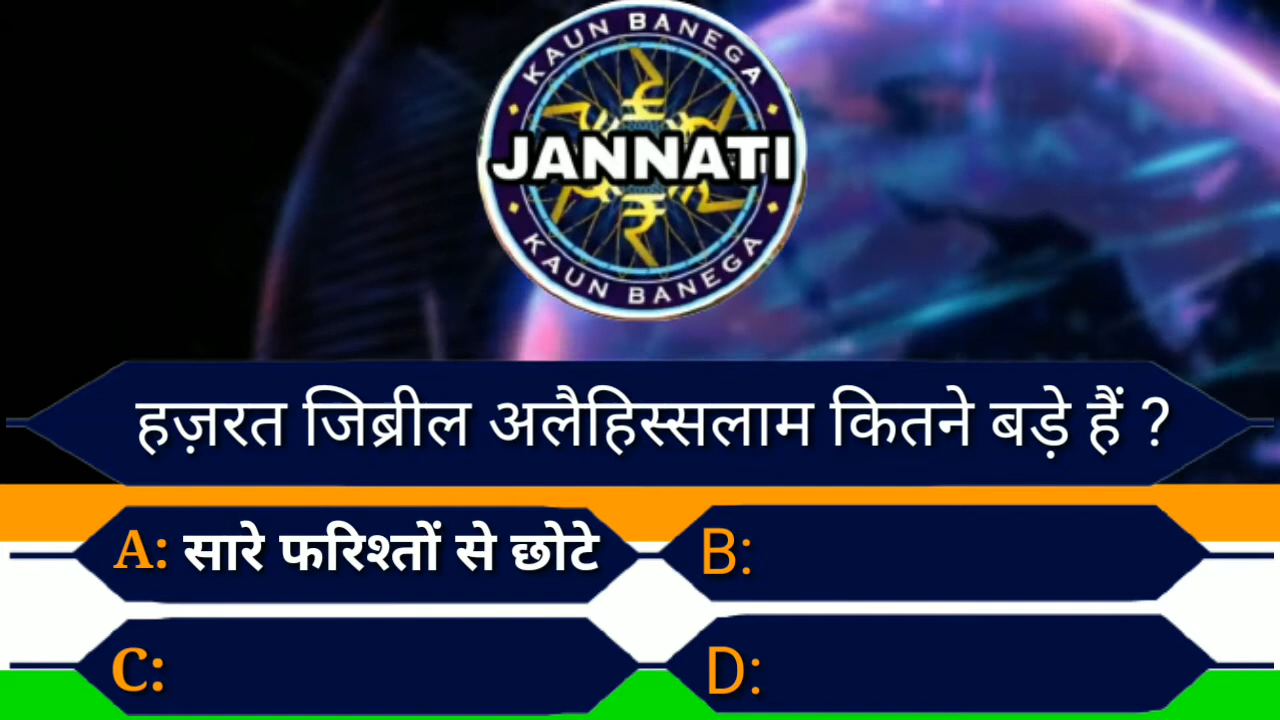 KAUN BANEGA
JANNATI
KAUN BANEGA
हज़रत जिब्रील अलैहिस्सलाम कितने बड़े हैं ?
A: सारे फरिश्तों से छोटे
B:
C:
D: